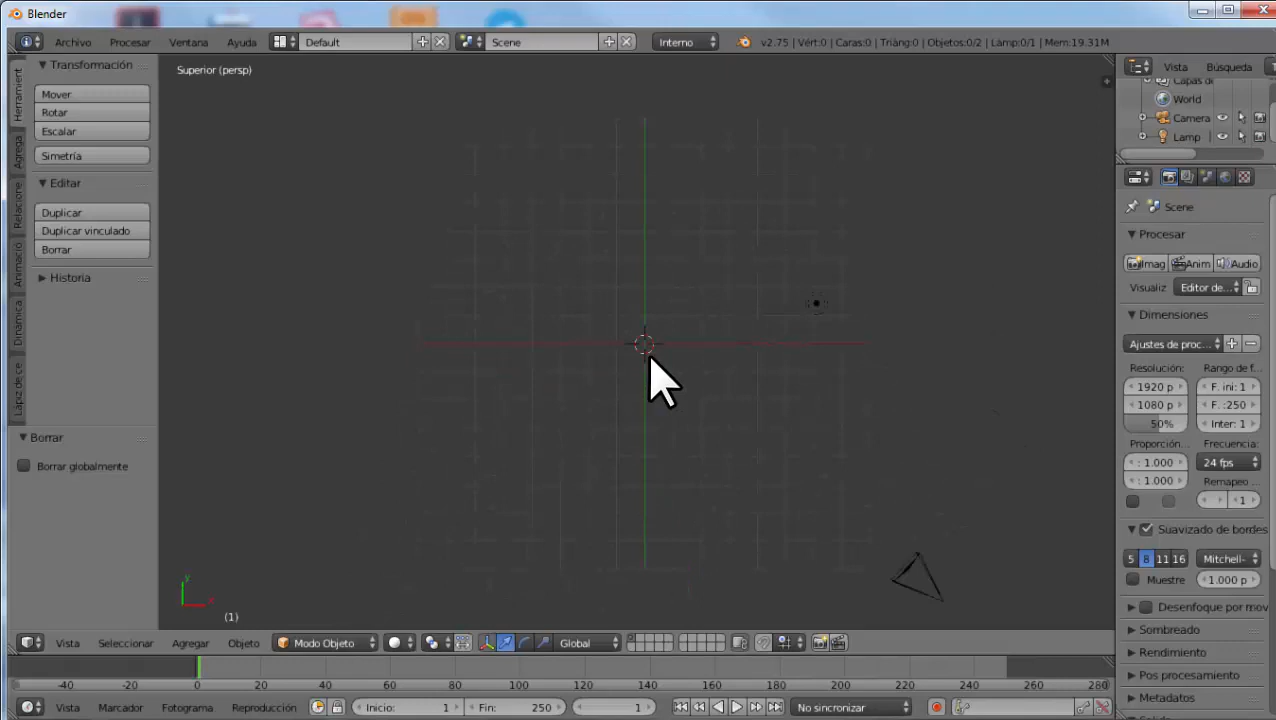 Blender
Archivo Procesar Ventana Ayuda Default Scene Interno v2.75 | Vért:0 | Caras:0 | Triáng:0 | Objetos:0/2 | Lámp:0/1 | Mem:19.31M
Superior (persp)
Transformación
Mover
Rotar
Escalar
Simetría
Editar
Duplicar
Duplicar vinculado
Borrar
Historia
Herramient
Agrega
Relacione
Animació
Dinámica
Lápiz de ce
Borrar
Borrar globalmente
y
x
(1)
Vista Seleccionar Agregar Objeto Modo Objeto Global
-40 -20 0 20 40 60 80 100 120 140 160 180 200 220 240 260 280
Vista Marcador Fotograma Reproducción Inicio: 1 Fin: 250 1 No sincronizar
Vista Búsqueda
Capas d
World
Camera
Lamp
Scene
Procesar
Imag Anim Audio
Visualiz Editor de...
Dimensiones
Ajustes de proc...
Resolución: Rango de f...
1920 p F. ini: 1
1080 p F. :250
50% Inter: 1
Proporción... Frecuencia:
: 1.000 24 fps
: 1.000 Remapeo ...
1
Suavizado de bordes
5 8 11 16 Mitchell-
Muestre 1.000 p
Desenfoque por mov
Sombreado
Rendimiento
Pos procesamiento
Metadatos